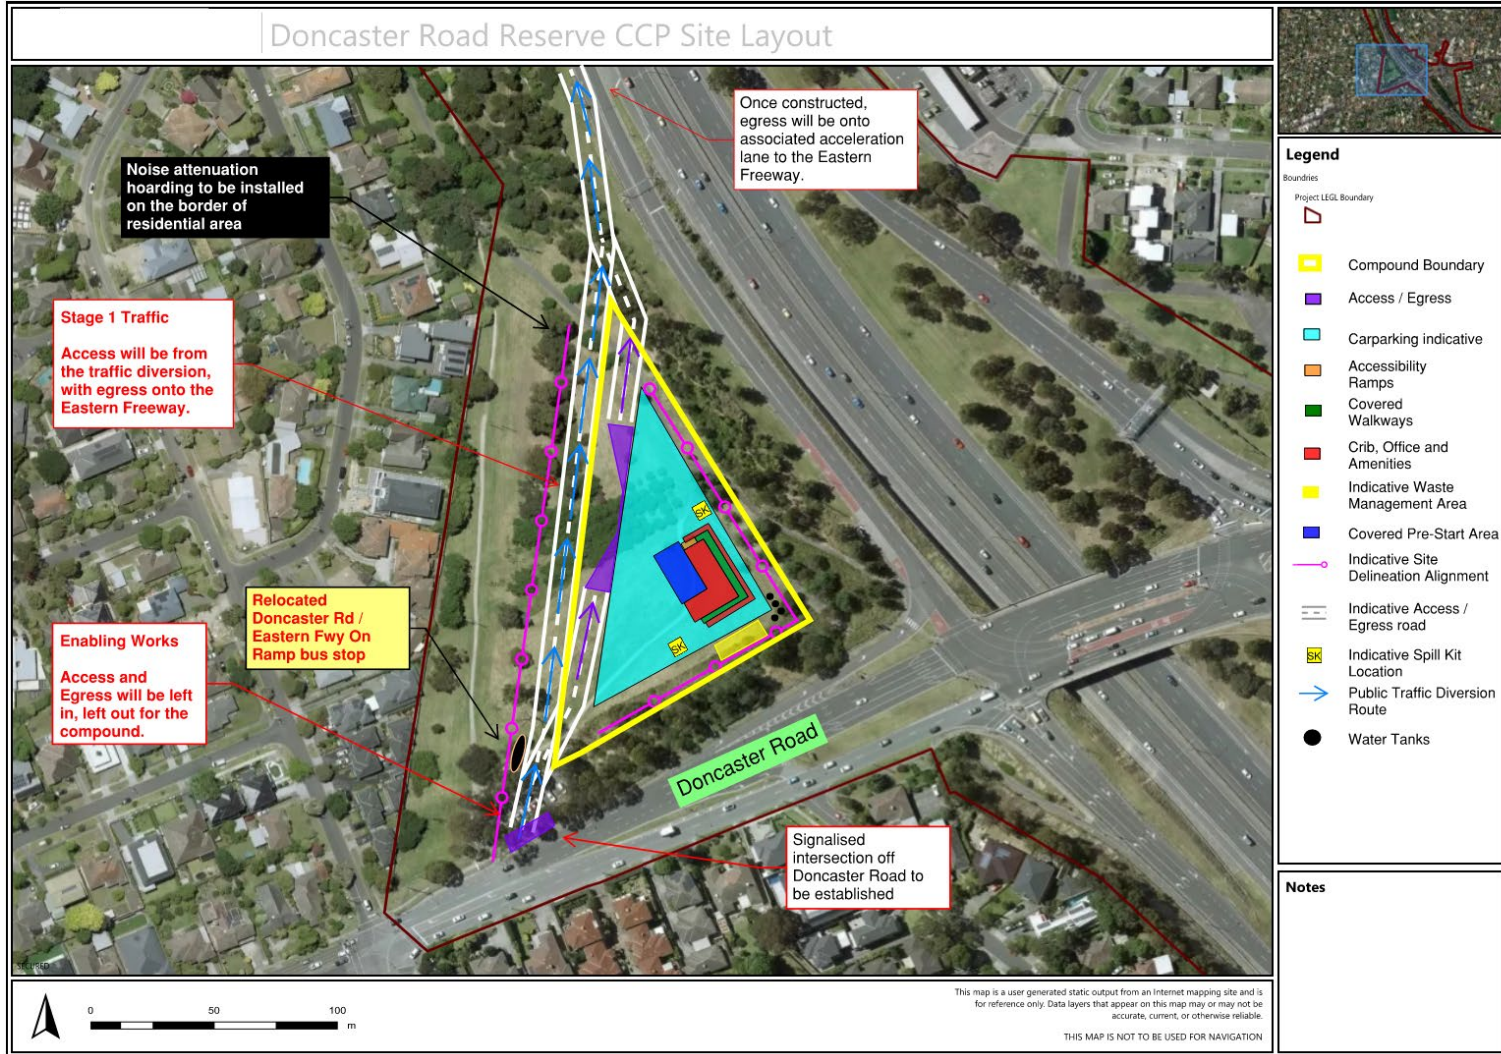 Doncaster Road Reserve CCP Site Layout
Noise attenuation
hoarding to be installed
on the border of
residential area
Once constructed,
egress will be onto
associated acceleration
lane to the Eastern
Freeway.
Stage 1 Traffic
Access will be from
the traffic diversion,
with egress onto the
Eastern Freeway.
Relocated
Doncaster Rd /
Eastern Fwy On
Ramp bus stop
Enabling Works
Access and
Egress will be left
in, left out for the
compound.
SK
SK
Doncaster Road
Signalised
intersection off
Doncaster Road to
be established
SECURED
Legend
Boundries
Project LEGL Boundary
Compound Boundary
Access / Egress
Carparking indicative
Accessibility
Ramps
Covered
Walkways
Crib, Office and
Amenities
Indicative Waste
Management Area
Covered Pre-Start Area
Indicative Site
Delineation Alignment
Indicative Access /
Egress road
SK
Indicative Spill Kit
Location
Public Traffic Diversion
Route
Water Tanks
Notes
0 50 100
m
This map is a user generated static output from an Internet mapping site and is
for reference only. Data layers that appear on this map may or may not be
accurate, current, or otherwise reliable.
THIS MAP IS NOT TO BE USED FOR NAVIGATION